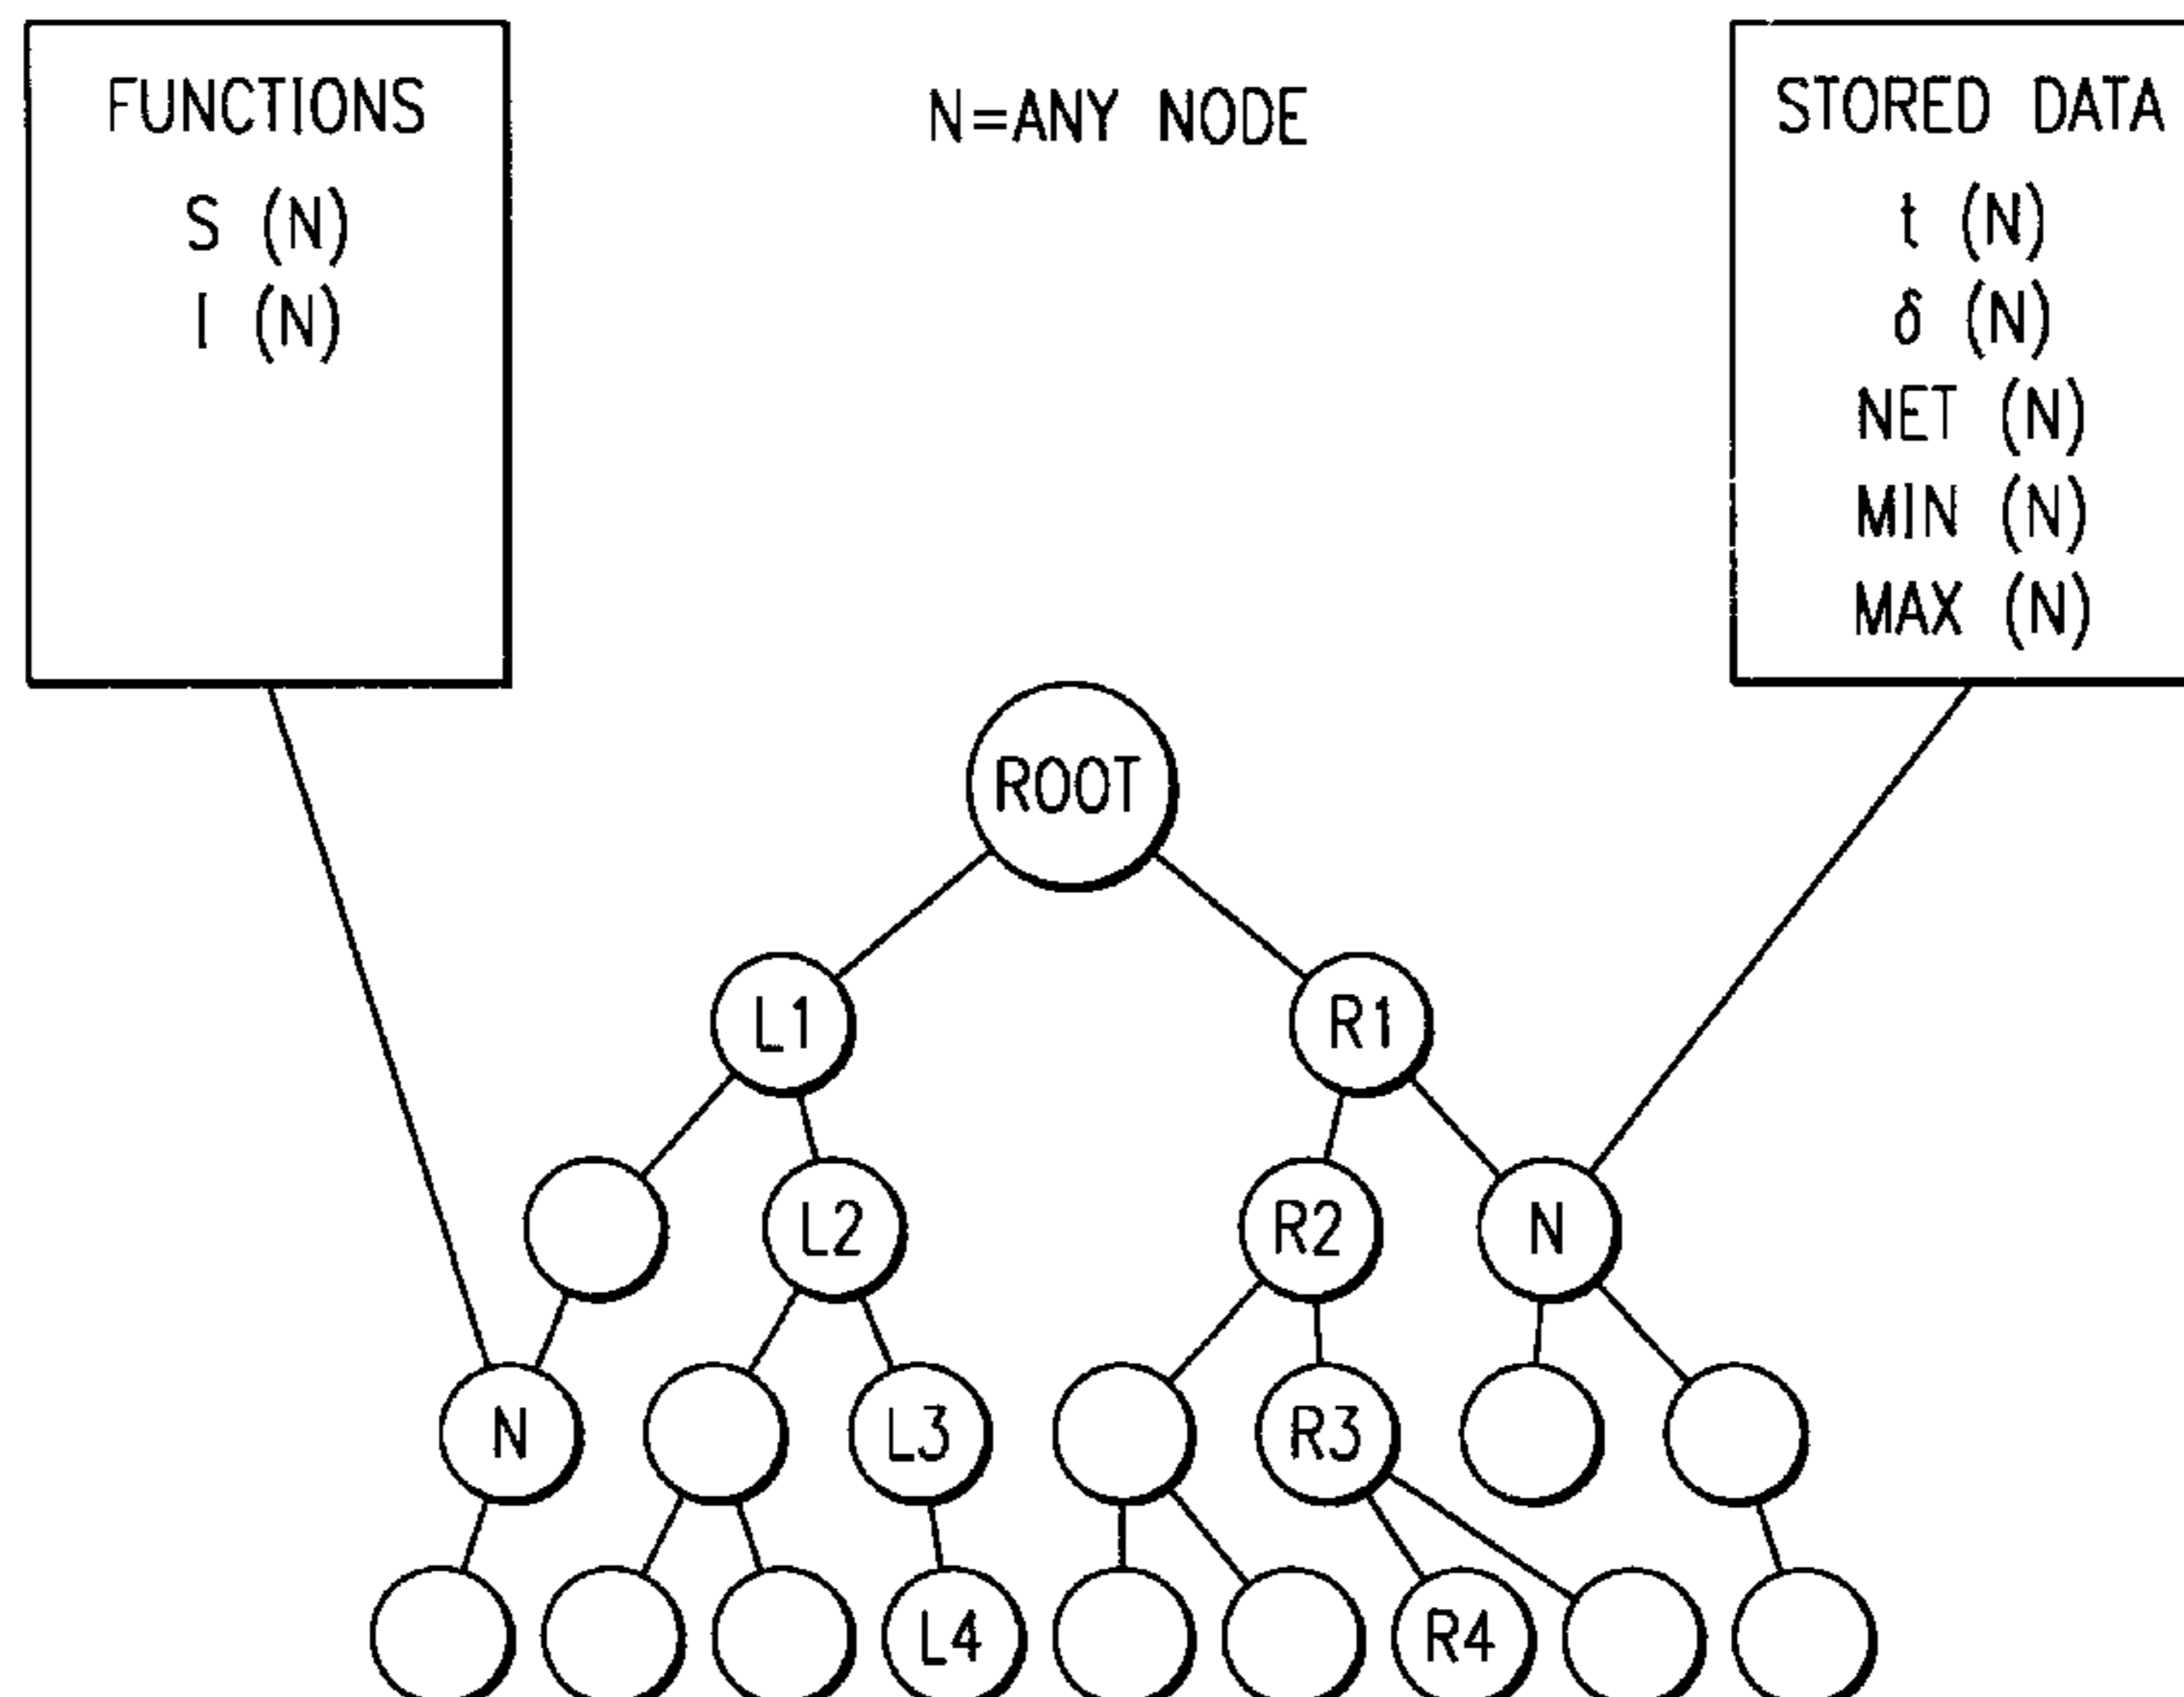 FUNCTIONS
S (N)
I (N)
N=ANY NODE
STORED DATA
t (N)
δ (N)
NET (N)
MIN (N)
MAX (N)
ROOT
L1
R1
L2
R2
N
N
L3
R3
L4
R4